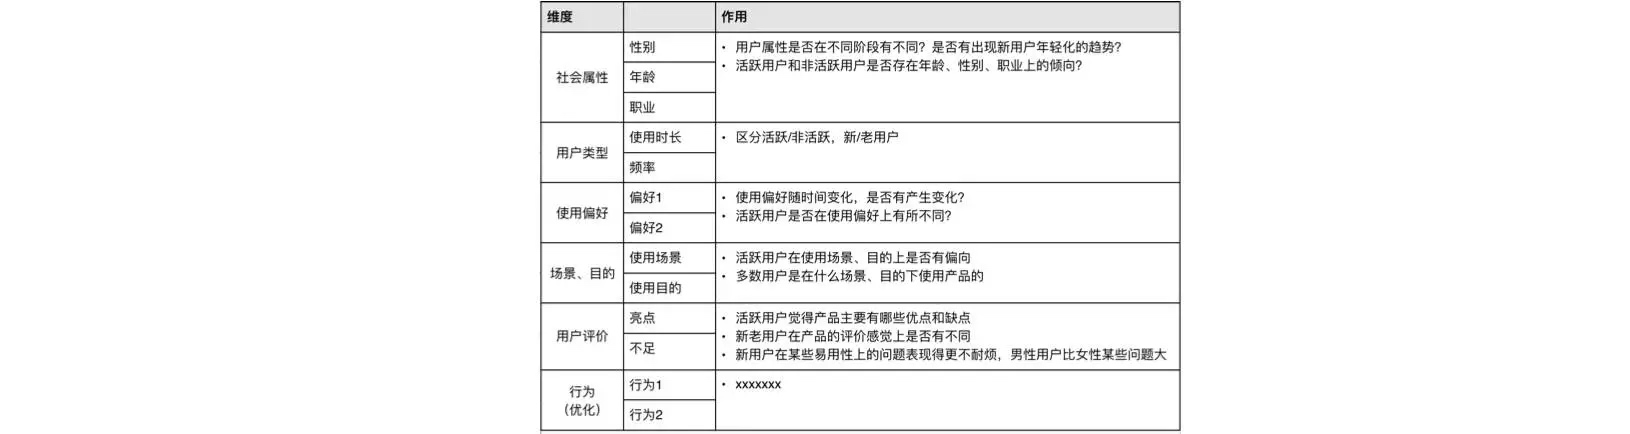 维度
作用
社会属性
性别
年龄
职业
• 用户属性是否在不同阶段有不同？是否有出现新用户年轻化的趋势？
• 活跃用户和非活跃用户是否存在年龄、性别、职业上的倾向？
用户类型
使用时长
频率
• 区分活跃/非活跃，新/老用户
使用偏好
偏好1
偏好2
• 使用偏好随时间变化，是否有产生变化？
• 活跃用户是否在使用偏好上有所不同？
场景、目的
使用场景
使用目的
• 活跃用户在使用场景、目的上是否有偏向
• 多数用户是在什么场景、目的下使用产品的
用户评价
亮点
不足
• 活跃用户觉得产品主要有哪些优点和缺点
• 新老用户在产品的评价感觉上是否有不同
• 新用户在某些易用性上的问题表现得更不耐烦，男性用户比女性某些问题大
行为
（优化）
行为1
行为2
• xxxxxxx